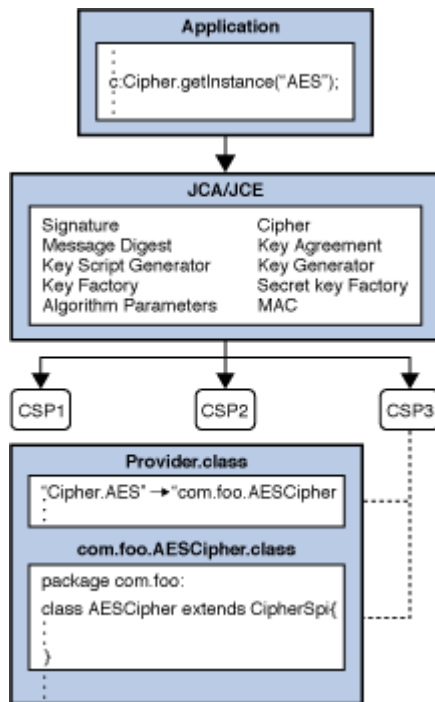 Application
c:Cipher.getInstance("AES");
JCA/JCE
Signature
Message Digest
Key Script Generator
Key Factory
Algorithm Parameters
Cipher
Key Agreement
Key Generator
Secret key Factory
MAC
CSP1
CSP2
CSP3
Provider.class
“Cipher.AES” → “com.foo.AESCipher
com.foo.AESCipher.class
package com.foo:
class AESCipher extends CipherSpi{
}